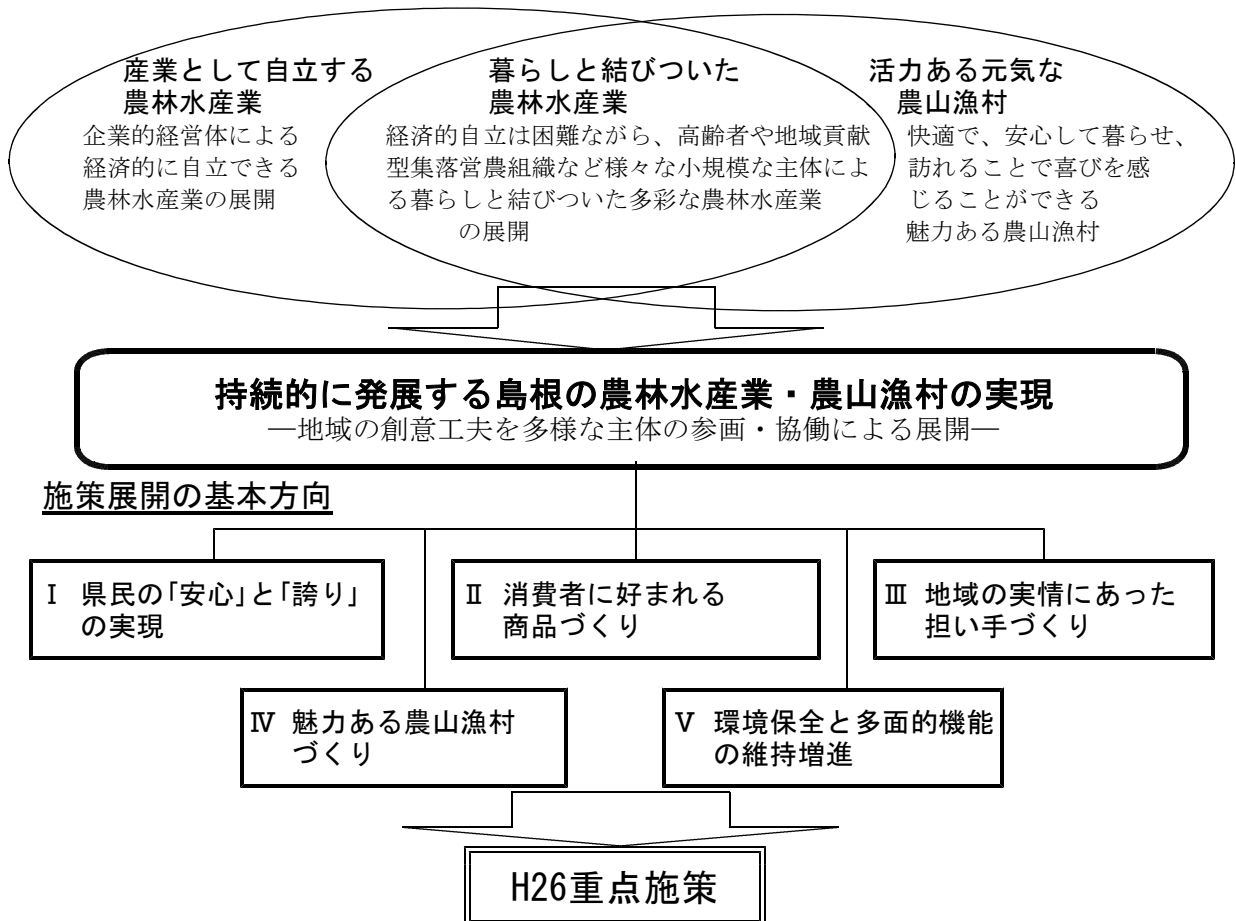 産業として自立する
農林水産業
企業的経営体による
経済的に自立できる
農林水産業の展開
暮らしと結びついた
農林水産業
経済的自立は困難ながら、高齢者や地域貢献
型集落営農組織など様々な小規模な主体によ
る暮らしと結びついた多彩な農林水産業
の展開
活力ある元気な
農山漁村
快適で、安心して暮らせ、
訪れることで喜びを感
じることができる
魅力ある農山漁村
持続的に発展する島根の農林水産業・農山漁村の実現
―地域の創意工夫を多様な主体の参画・協働による展開―
施策展開の基本方向
Ⅰ 県民の「安心」と「誇り」
の実現
Ⅱ 消費者に好まれる
商品づくり
Ⅲ 地域の実情にあった
担い手づくり
Ⅳ 魅力ある農山漁村
づくり
Ⅴ 環境保全と多面的機能
の維持増進
H26重点施策